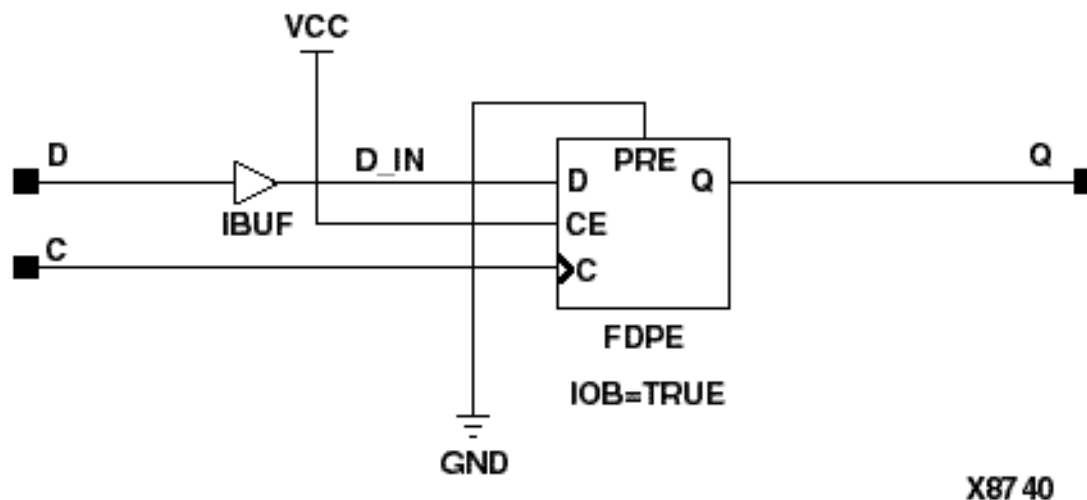 VCC
D
D_IN
PRE
Q
D
Q
IBUF
CE
C
C
FDPE
IOB=TRUE
GND
X8740